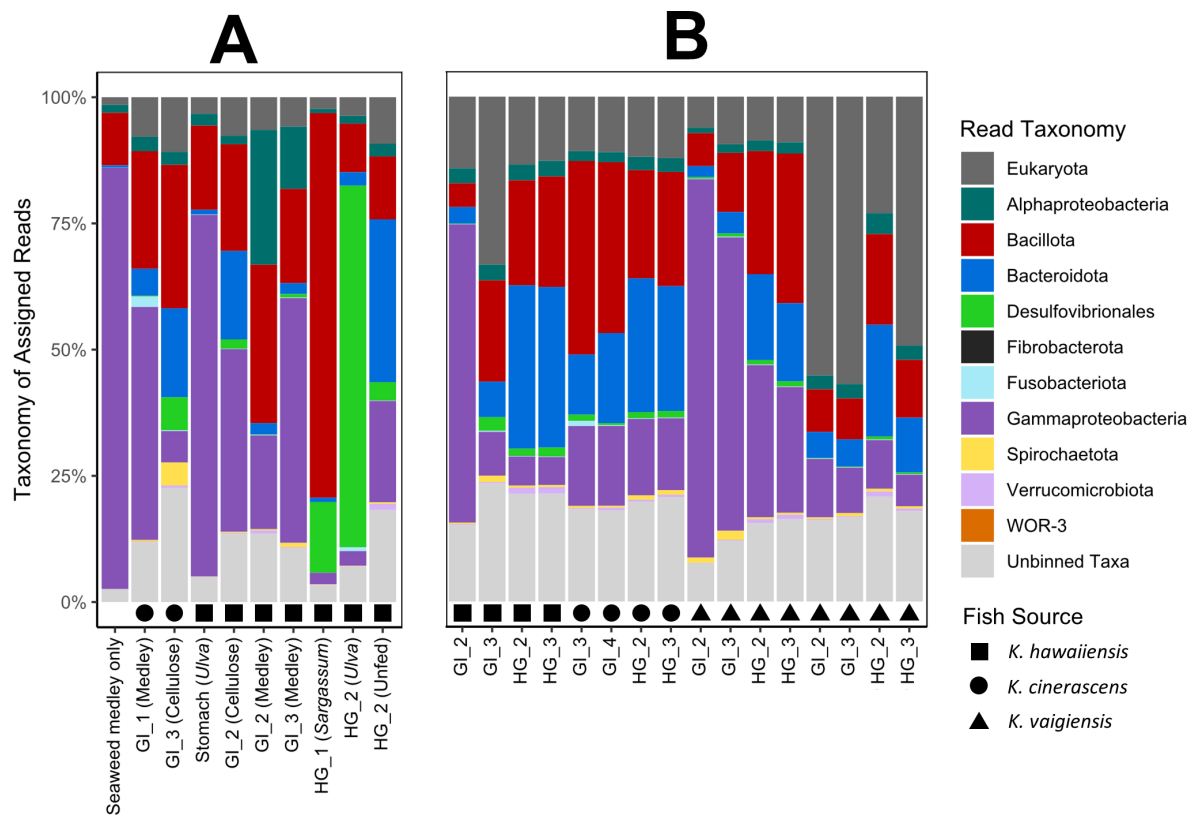 A
B
Taxonomy of Assigned Reads
100%
75%
50%
25%
0%
Seaweed medley only
GI_1 (Medley)
GI_3 (Cellulose)
Stomach (Ulva)
GI_2 (Cellulose)
GI_2 (Medley)
GI_3 (Medley)
HG_1 (Sargassum)
HG_2 (Ulva)
HG_2 (Unfed)
GI_2
GI_3
HG_2
HG_3
GI_3
GI_4
HG_2
HG_3
GI_2
GI_3
HG_2
HG_3
GI_2
GI_3
HG_2
HG_3
Read Taxonomy
Eukaryota
Alphaproteobacteria
Bacillota
Bacteroidota
Desulfovibrionales
Fibrobacterota
Fusobacteriota
Gammaproteobacteria
Spirochaetota
Verrucomicrobiota
WOR-3
Unbinned Taxa
Fish Source
K. hawaiiensis
K. cinerascens
K. vaigiensis